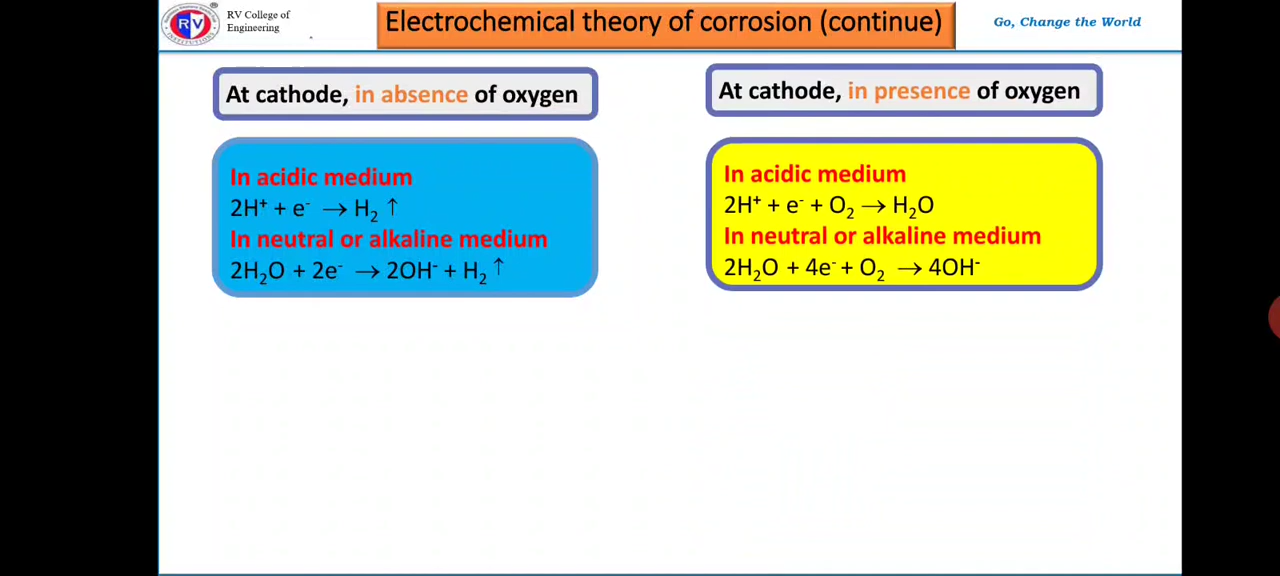 RV College of
Engineering
Electrochemical theory of corrosion (continue)
Go, Change the World
At cathode, in absence of oxygen
In acidic medium
2H⁺ + e⁻ → H₂ ↑
In neutral or alkaline medium
2H₂O + 2e⁻ → 2OH⁻ + H₂ ↑
At cathode, in presence of oxygen
In acidic medium
2H⁺ + e⁻ + O₂ → H₂O
In neutral or alkaline medium
2H₂O + 4e⁻ + O₂ → 4OH⁻
RV